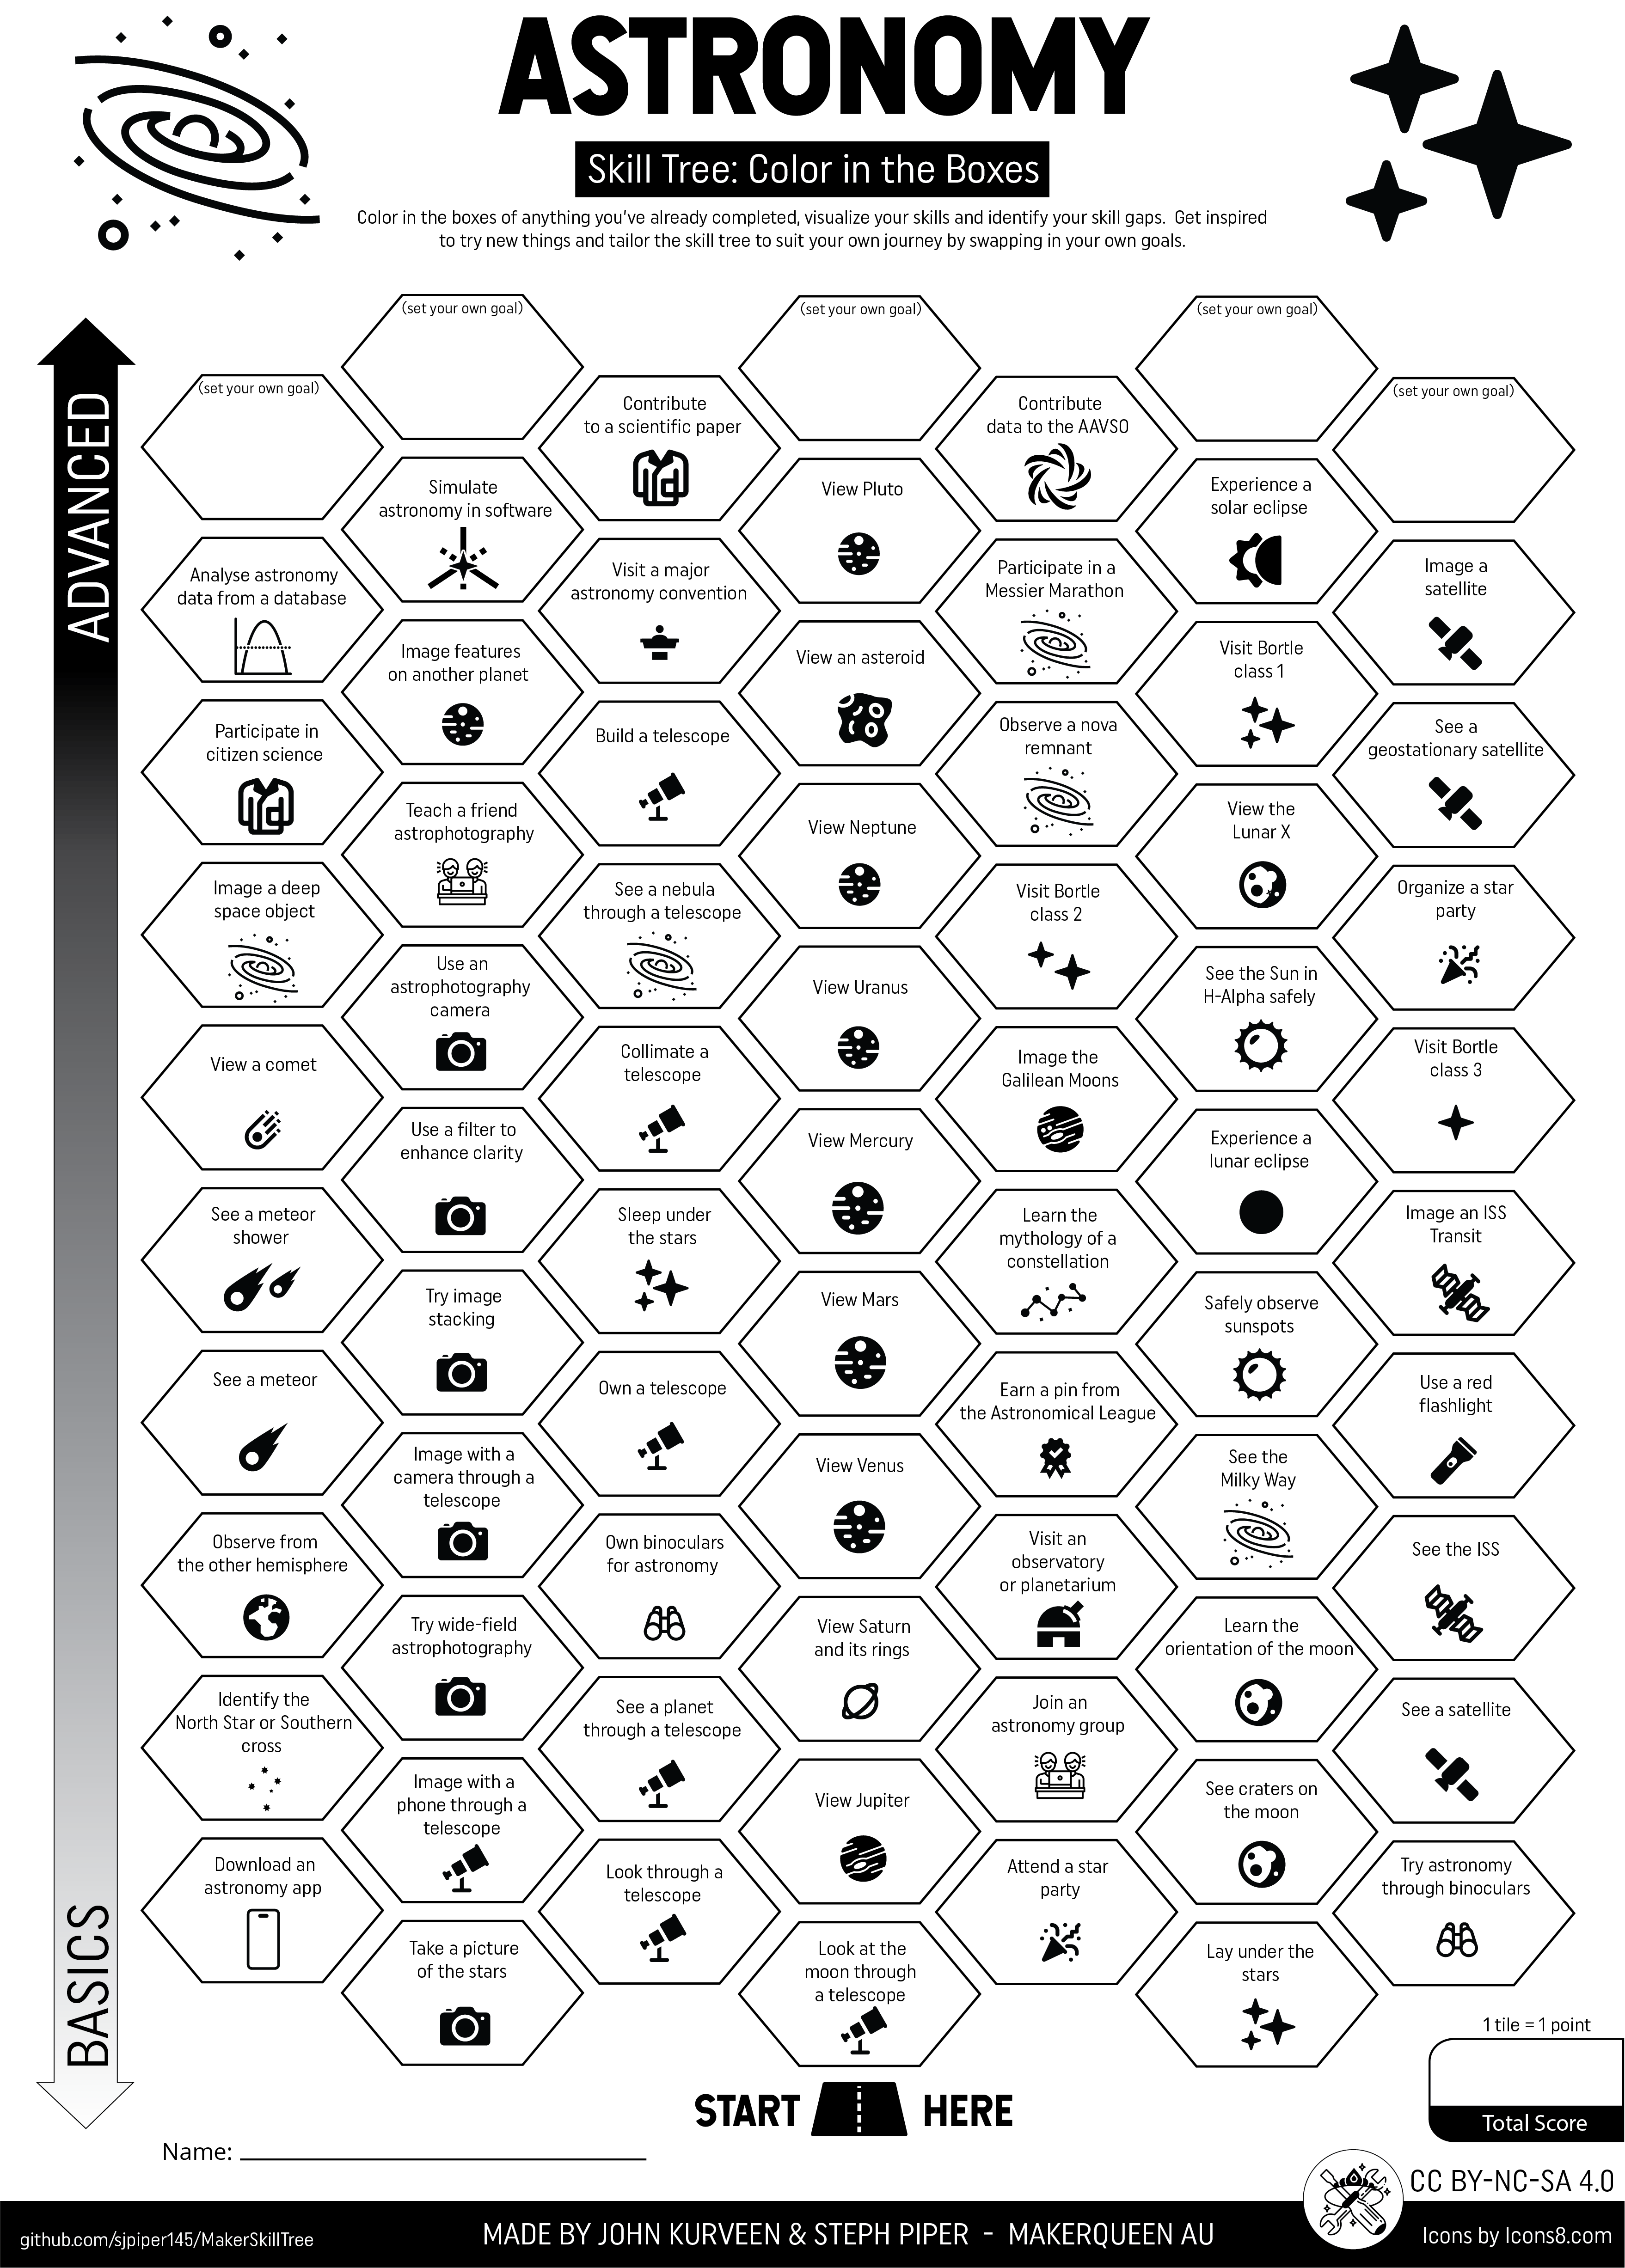 ASTRONOMY
Skill Tree: Color in the Boxes
Color in the boxes of anything you've already completed, visualize your skills and identify your skill gaps. Get inspired
to try new things and tailor the skill tree to suit your own journey by swapping in your own goals.
ADVANCED
BASICS
(set your own goal)
(set your own goal)
(set your own goal)
(set your own goal)
(set your own goal)
Contribute
to a scientific paper
Contribute
data to the AAVSO
Simulate
astronomy in software
View Pluto
Experience a
solar eclipse
Analyse astronomy
data from a database
Visit a major
astronomy convention
Participate in a
Messier Marathon
Image a
satellite
Image features
on another planet
View an asteroid
Visit Bortle
class 1
Participate in
citizen science
Build a telescope
Observe a nova
remnant
See a
geostationary satellite
Teach a friend
astrophotography
View Neptune
View the
Lunar X
Image a deep
space object
See a nebula
through a telescope
Visit Bortle
class 2
Organize a star
party
Use an
astrophotography
camera
View Uranus
See the Sun in
H-Alpha safely
View a comet
Collimate a
telescope
Image the
Galilean Moons
Visit Bortle
class 3
Use a filter to
enhance clarity
View Mercury
Experience a
lunar eclipse
See a meteor
shower
Sleep under
the stars
Learn the
mythology of a
constellation
Image an ISS
Transit
Try image
stacking
View Mars
Safely observe
sunspots
See a meteor
Own a telescope
Earn a pin from
the Astronomical League
Use a red
flashlight
Image with a
camera through a
telescope
View Venus
See the
Milky Way
Observe from
the other hemisphere
Own binoculars
for astronomy
Visit an
observatory
or planetarium
See the ISS
Try wide-field
astrophotography
View Saturn
and its rings
Learn the
orientation of the moon
Identify the
North Star or Southern
cross
See a planet
through a telescope
Join an
astronomy group
See a satellite
Image with a
phone through a
telescope
View Jupiter
See craters on
the moon
Download an
astronomy app
Look through a
telescope
Attend a star
party
Try astronomy
through binoculars
Take a picture
of the stars
Look at the
moon through
a telescope
Lay under the
stars
1 tile = 1 point
Total Score
START HERE
Name:
CC BY-NC-SA 4.0
github.com/sjpiper145/MakerSkillTree
MADE BY JOHN KURVEEN & STEPH PIPER - MAKERQUEEN AU
Icons by Icons8.com